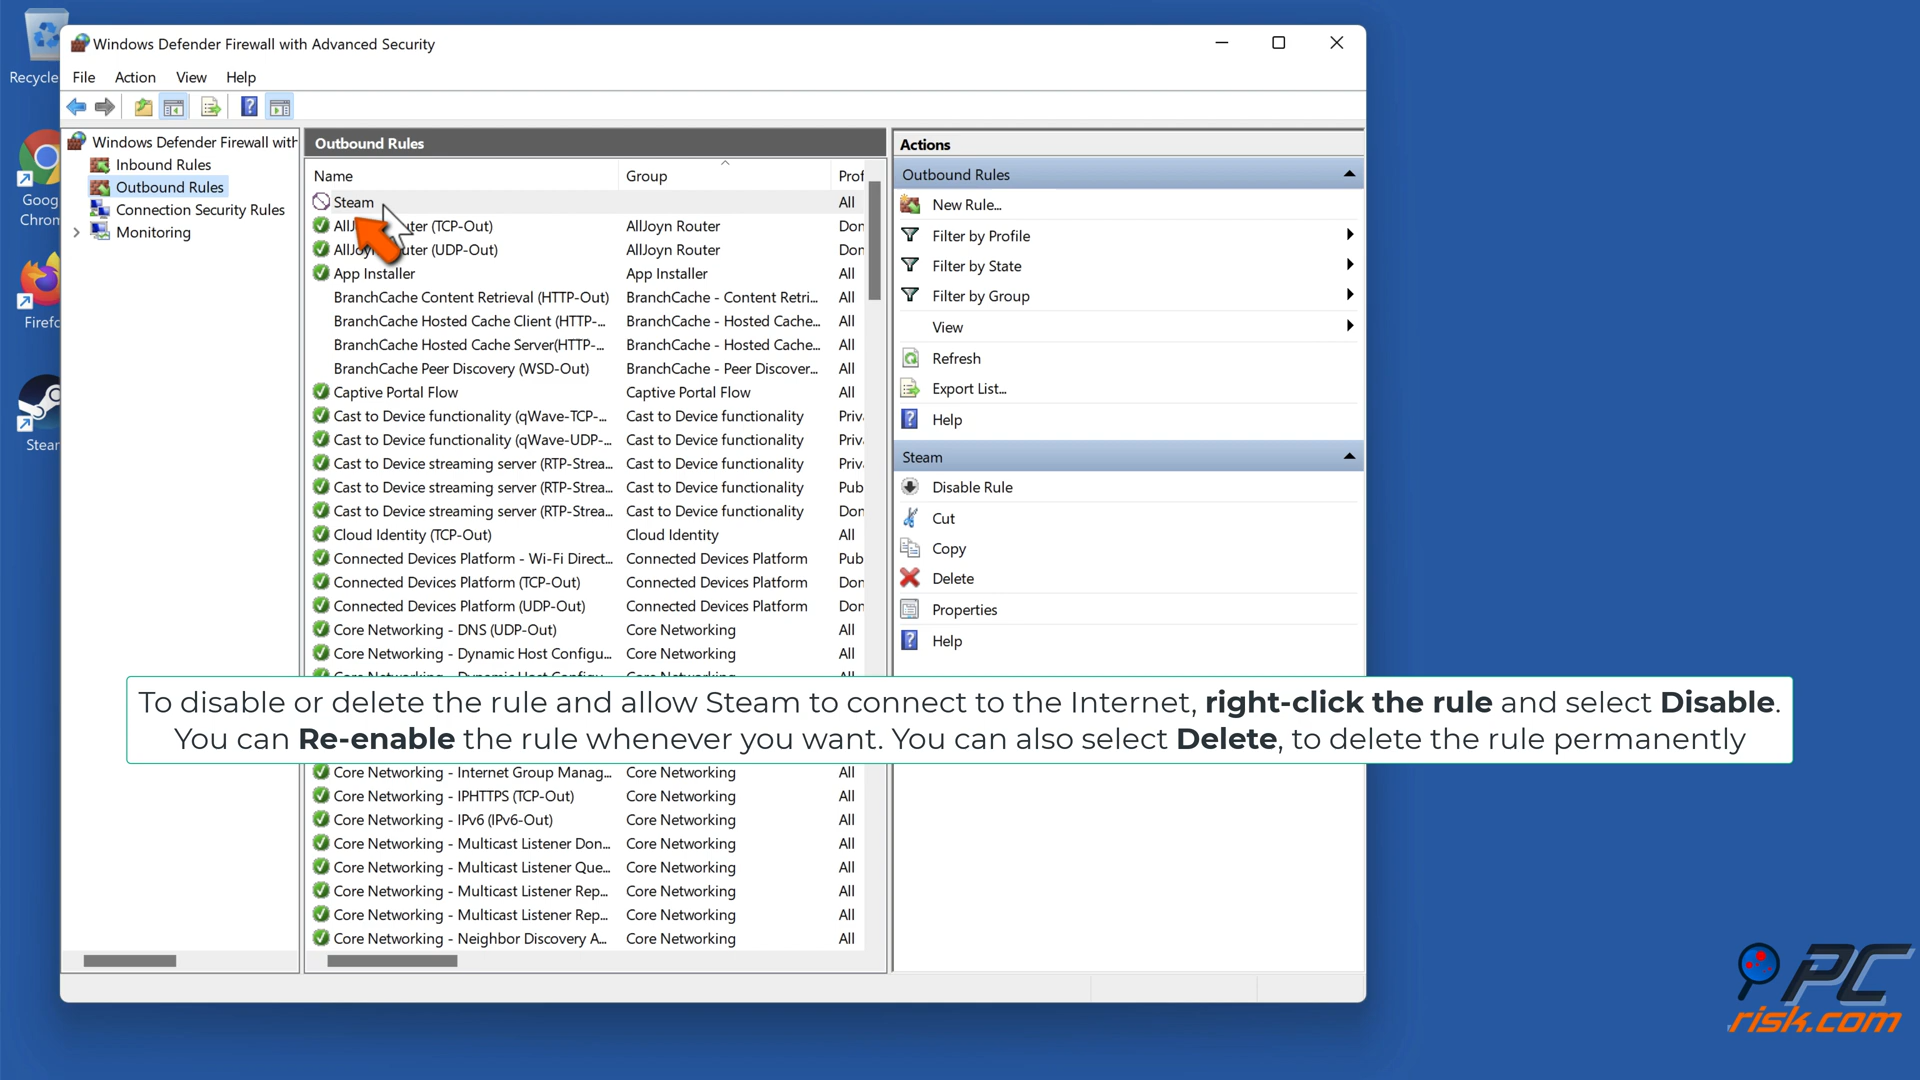 Recycle
Windows Defender Firewall with Advanced Security
File Action View Help
Goog
Chrom
Firefo
Stear
Windows Defender Firewall with
Inbound Rules
Outbound Rules
Connection Security Rules
Monitoring
Outbound Rules
Name Group Prof
Steam All
AllJ ter (TCP-Out) AllJoyn Router Don
AllJoy ter (UDP-Out) AllJoyn Router Don
App Installer App Installer All
BranchCache Content Retrieval (HTTP-Out) BranchCache - Content Retri... All
BranchCache Hosted Cache Client (HTTP-... BranchCache - Hosted Cache... All
BranchCache Hosted Cache Server(HTTP-... BranchCache - Hosted Cache... All
BranchCache Peer Discovery (WSD-Out) BranchCache - Peer Discover... All
Captive Portal Flow Captive Portal Flow All
Cast to Device functionality (qWave-TCP-... Cast to Device functionality Priv
Cast to Device functionality (qWave-UDP-... Cast to Device functionality Priv
Cast to Device streaming server (RTP-Strea... Cast to Device functionality Priv
Cast to Device streaming server (RTP-Strea... Cast to Device functionality Pub
Cast to Device streaming server (RTP-Strea... Cast to Device functionality Don
Cloud Identity (TCP-Out) Cloud Identity All
Connected Devices Platform - Wi-Fi Direct... Connected Devices Platform Pub
Connected Devices Platform (TCP-Out) Connected Devices Platform Don
Connected Devices Platform (UDP-Out) Connected Devices Platform Don
Core Networking - DNS (UDP-Out) Core Networking All
Core Networking - Dynamic Host Configu... Core Networking All
Actions
Outbound Rules
New Rule...
Filter by Profile
Filter by State
Filter by Group
View
Refresh
Export List...
Help
Steam
Disable Rule
Cut
Copy
Delete
Properties
Help
To disable or delete the rule and allow Steam to connect to the Internet, right-click the rule and select Disable.
You can Re-enable the rule whenever you want. You can also select Delete, to delete the rule permanently
Core Networking - Internet Group Manag... Core Networking All
Core Networking - IPHTTPS (TCP-Out) Core Networking All
Core Networking - IPv6 (IPv6-Out) Core Networking All
Core Networking - Multicast Listener Don... Core Networking All
Core Networking - Multicast Listener Que... Core Networking All
Core Networking - Multicast Listener Rep... Core Networking All
Core Networking - Multicast Listener Rep... Core Networking All
Core Networking - Neighbor Discovery A... Core Networking All
PC
risk.com